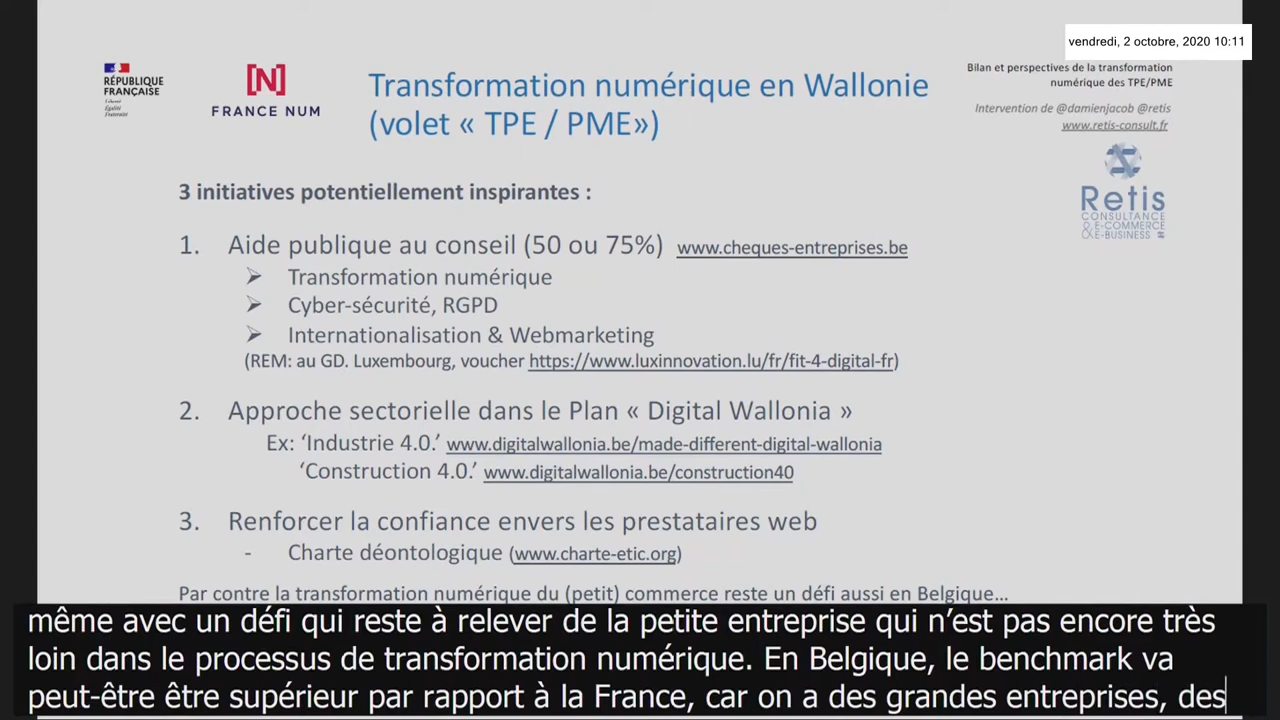 vendredi, 2 octobre, 2020 10:11
RÉPUBLIQUE
FRANÇAISE
Liberté
Égalité
Fraternité
[N]
FRANCE NUM
Transformation numérique en Wallonie
(volet « TPE / PME»)
Bilan et perspectives de la transformation
numérique des TPE/PME
Intervention de @damienjacob @retis
www.retis-consult.fr
Retis
CONSULTANCE
&E-COMMERCE
&E-BUSINESS
3 initiatives potentiellement inspirantes :
1. Aide publique au conseil (50 ou 75%) www.cheques-entreprises.be
➢ Transformation numérique
➢ Cyber-sécurité, RGPD
➢ Internationalisation & Webmarketing
(REM: au GD. Luxembourg, voucher https://www.luxinnovation.lu/fr/fit-4-digital-fr)
2. Approche sectorielle dans le Plan « Digital Wallonia »
Ex: ‘Industrie 4.0.’ www.digitalwallonia.be/made-different-digital-wallonia
‘Construction 4.0.’ www.digitalwallonia.be/construction40
3. Renforcer la confiance envers les prestataires web
- Charte déontologique (www.charte-etic.org)
Par contre la transformation numérique du (petit) commerce reste un défi aussi en Belgique…
même avec un défi qui reste à relever de la petite entreprise qui n’est pas encore très
loin dans le processus de transformation numérique. En Belgique, le benchmark va
peut-être être supérieur par rapport à la France, car on a des grandes entreprises, des